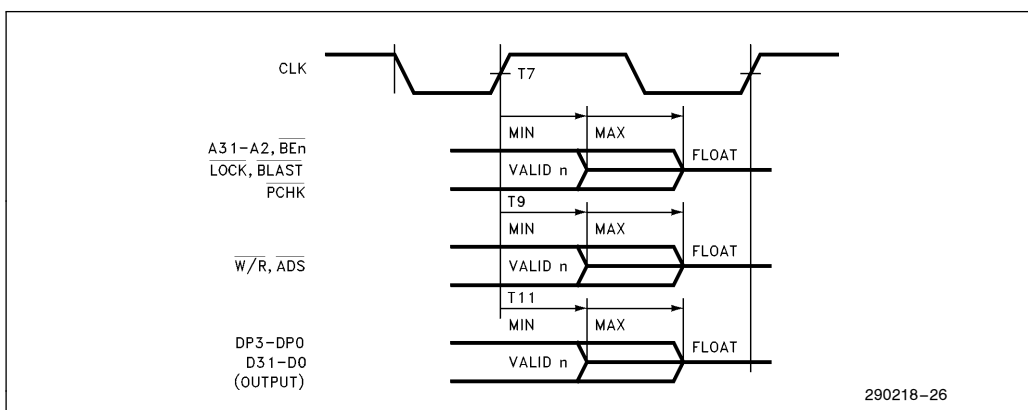 CLK
T7
MIN MAX
A31-A2, BEn
LOCK, BLAST
PCHK
VALID n
FLOAT
T9
MIN MAX
W/R, ADS
VALID n
FLOAT
T11
MIN MAX
DP3-DP0
D31-D0
(OUTPUT)
VALID n
FLOAT
290218-26